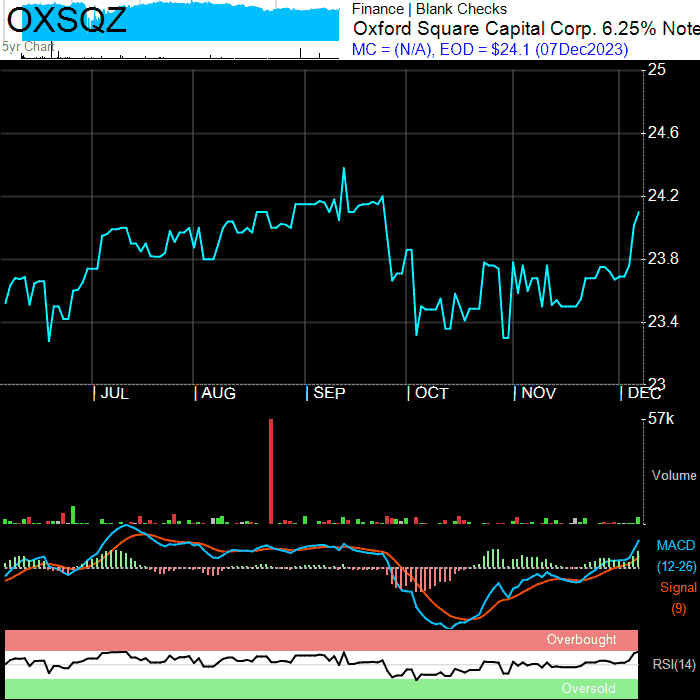 OXSQZ
5yr Chart
Finance | Blank Checks
Oxford Square Capital Corp. 6.25% Note
MC = (N/A), EOD = $24.1 (07Dec2023)
25
24.6
24.2
23.8
23.4
23
| JUL | AUG | SEP | OCT | NOV | DEC
57k
Volume
MACD
(12-26)
Signal
(9)
Overbought
RSI(14)
Oversold